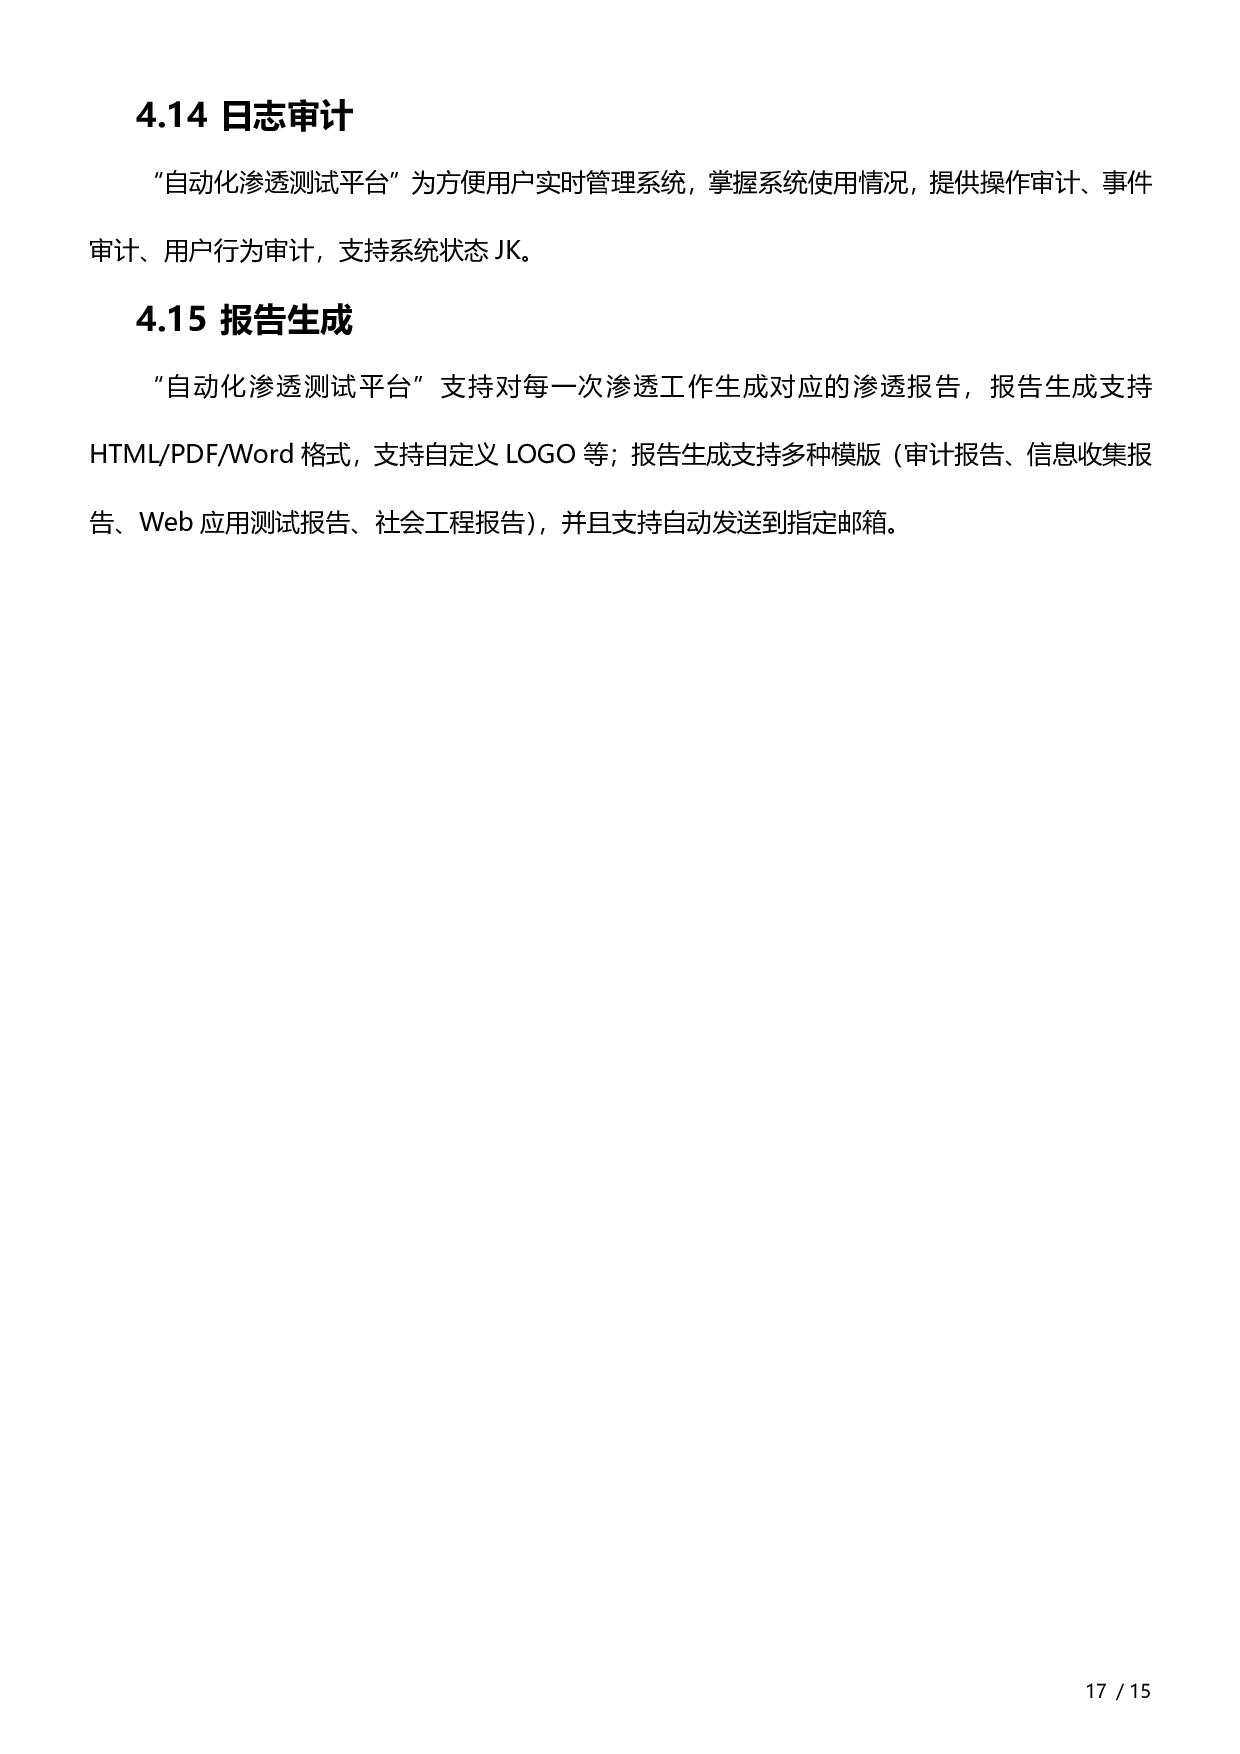 4.14 日志审计
“自动化渗透测试平台”为方便用户实时管理系统，掌握系统使用情况，提供操作审计、事件
审计、用户行为审计，支持系统状态 JK。
4.15 报告生成
“自动化渗透测试平台”支持对每一次渗透工作生成对应的渗透报告，报告生成支持
HTML/PDF/Word 格式，支持自定义 LOGO 等；报告生成支持多种模版（审计报告、信息收集报
告、Web 应用测试报告、社会工程报告），并且支持自动发送到指定邮箱。
17 / 15